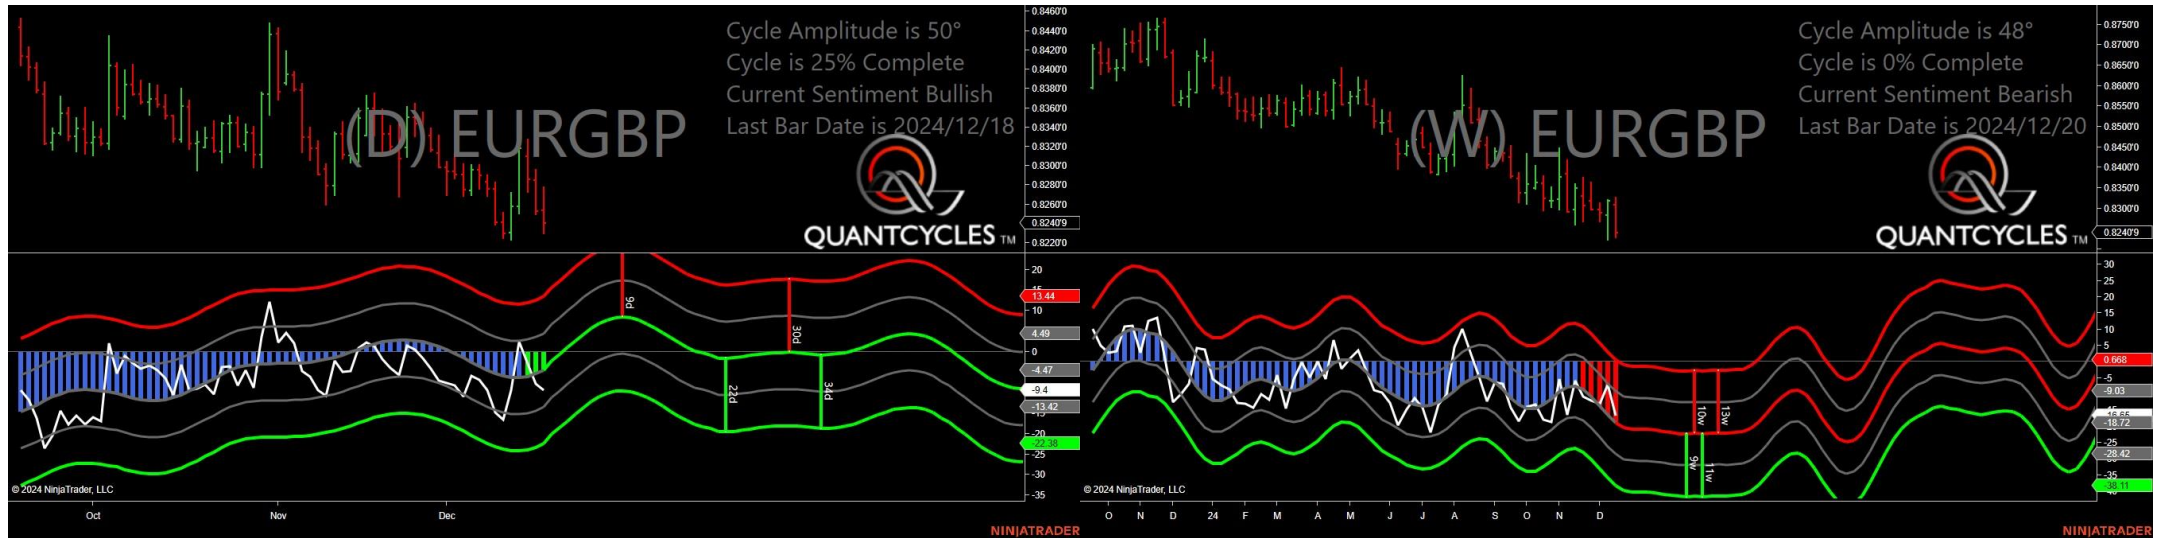 Cycle Amplitude is 50°
Cycle is 25% Complete
Current Sentiment Bullish
Last Bar Date is 2024/12/18
(D) EURGBP
QUANTCYCLES TM
0.8460'0
0.8440'0
0.8420'0
0.8400'0
0.8380'0
0.8360'0
0.8340'0
0.8320'0
0.8300'0
0.8280'0
0.8260'0
0.8240'9
0.8220'0
20
13.44
10
4.49
0
-4.47
-9.4
-13.42
-20
-22.38
-25
-30
-35
9d
30d
22d
34d
© 2024 NinjaTrader, LLC
Oct
Nov
Dec
NINJATRADER
Cycle Amplitude is 48°
Cycle is 0% Complete
Current Sentiment Bearish
Last Bar Date is 2024/12/20
(W) EURGBP
QUANTCYCLES TM
0.8750'0
0.8700'0
0.8650'0
0.8600'0
0.8550'0
0.8500'0
0.8450'0
0.8400'0
0.8350'0
0.8300'0
0.8240'9
30
25
20
15
10
5
0.668
-5
-9.03
-16.65
-18.72
-25
-28.42
-35
-38.11
10w
13w
9w
11w
© 2024 NinjaTrader, LLC
O
N
D
24
F
M
A
M
J
J
A
S
O
N
D
NINJATRADER